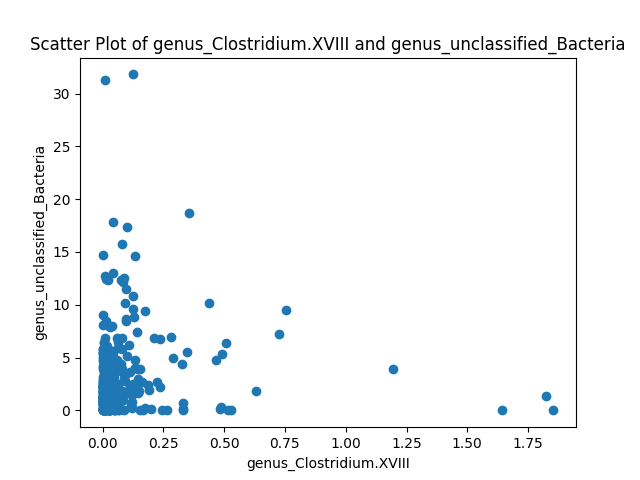 Scatter Plot of genus_Clostridium.XVIII and genus_unclassified_Bacteria
genus_unclassified_Bacteria
30
25
20
15
10
5
0
0.00 0.25 0.50 0.75 1.00 1.25 1.50 1.75
genus_Clostridium.XVIII